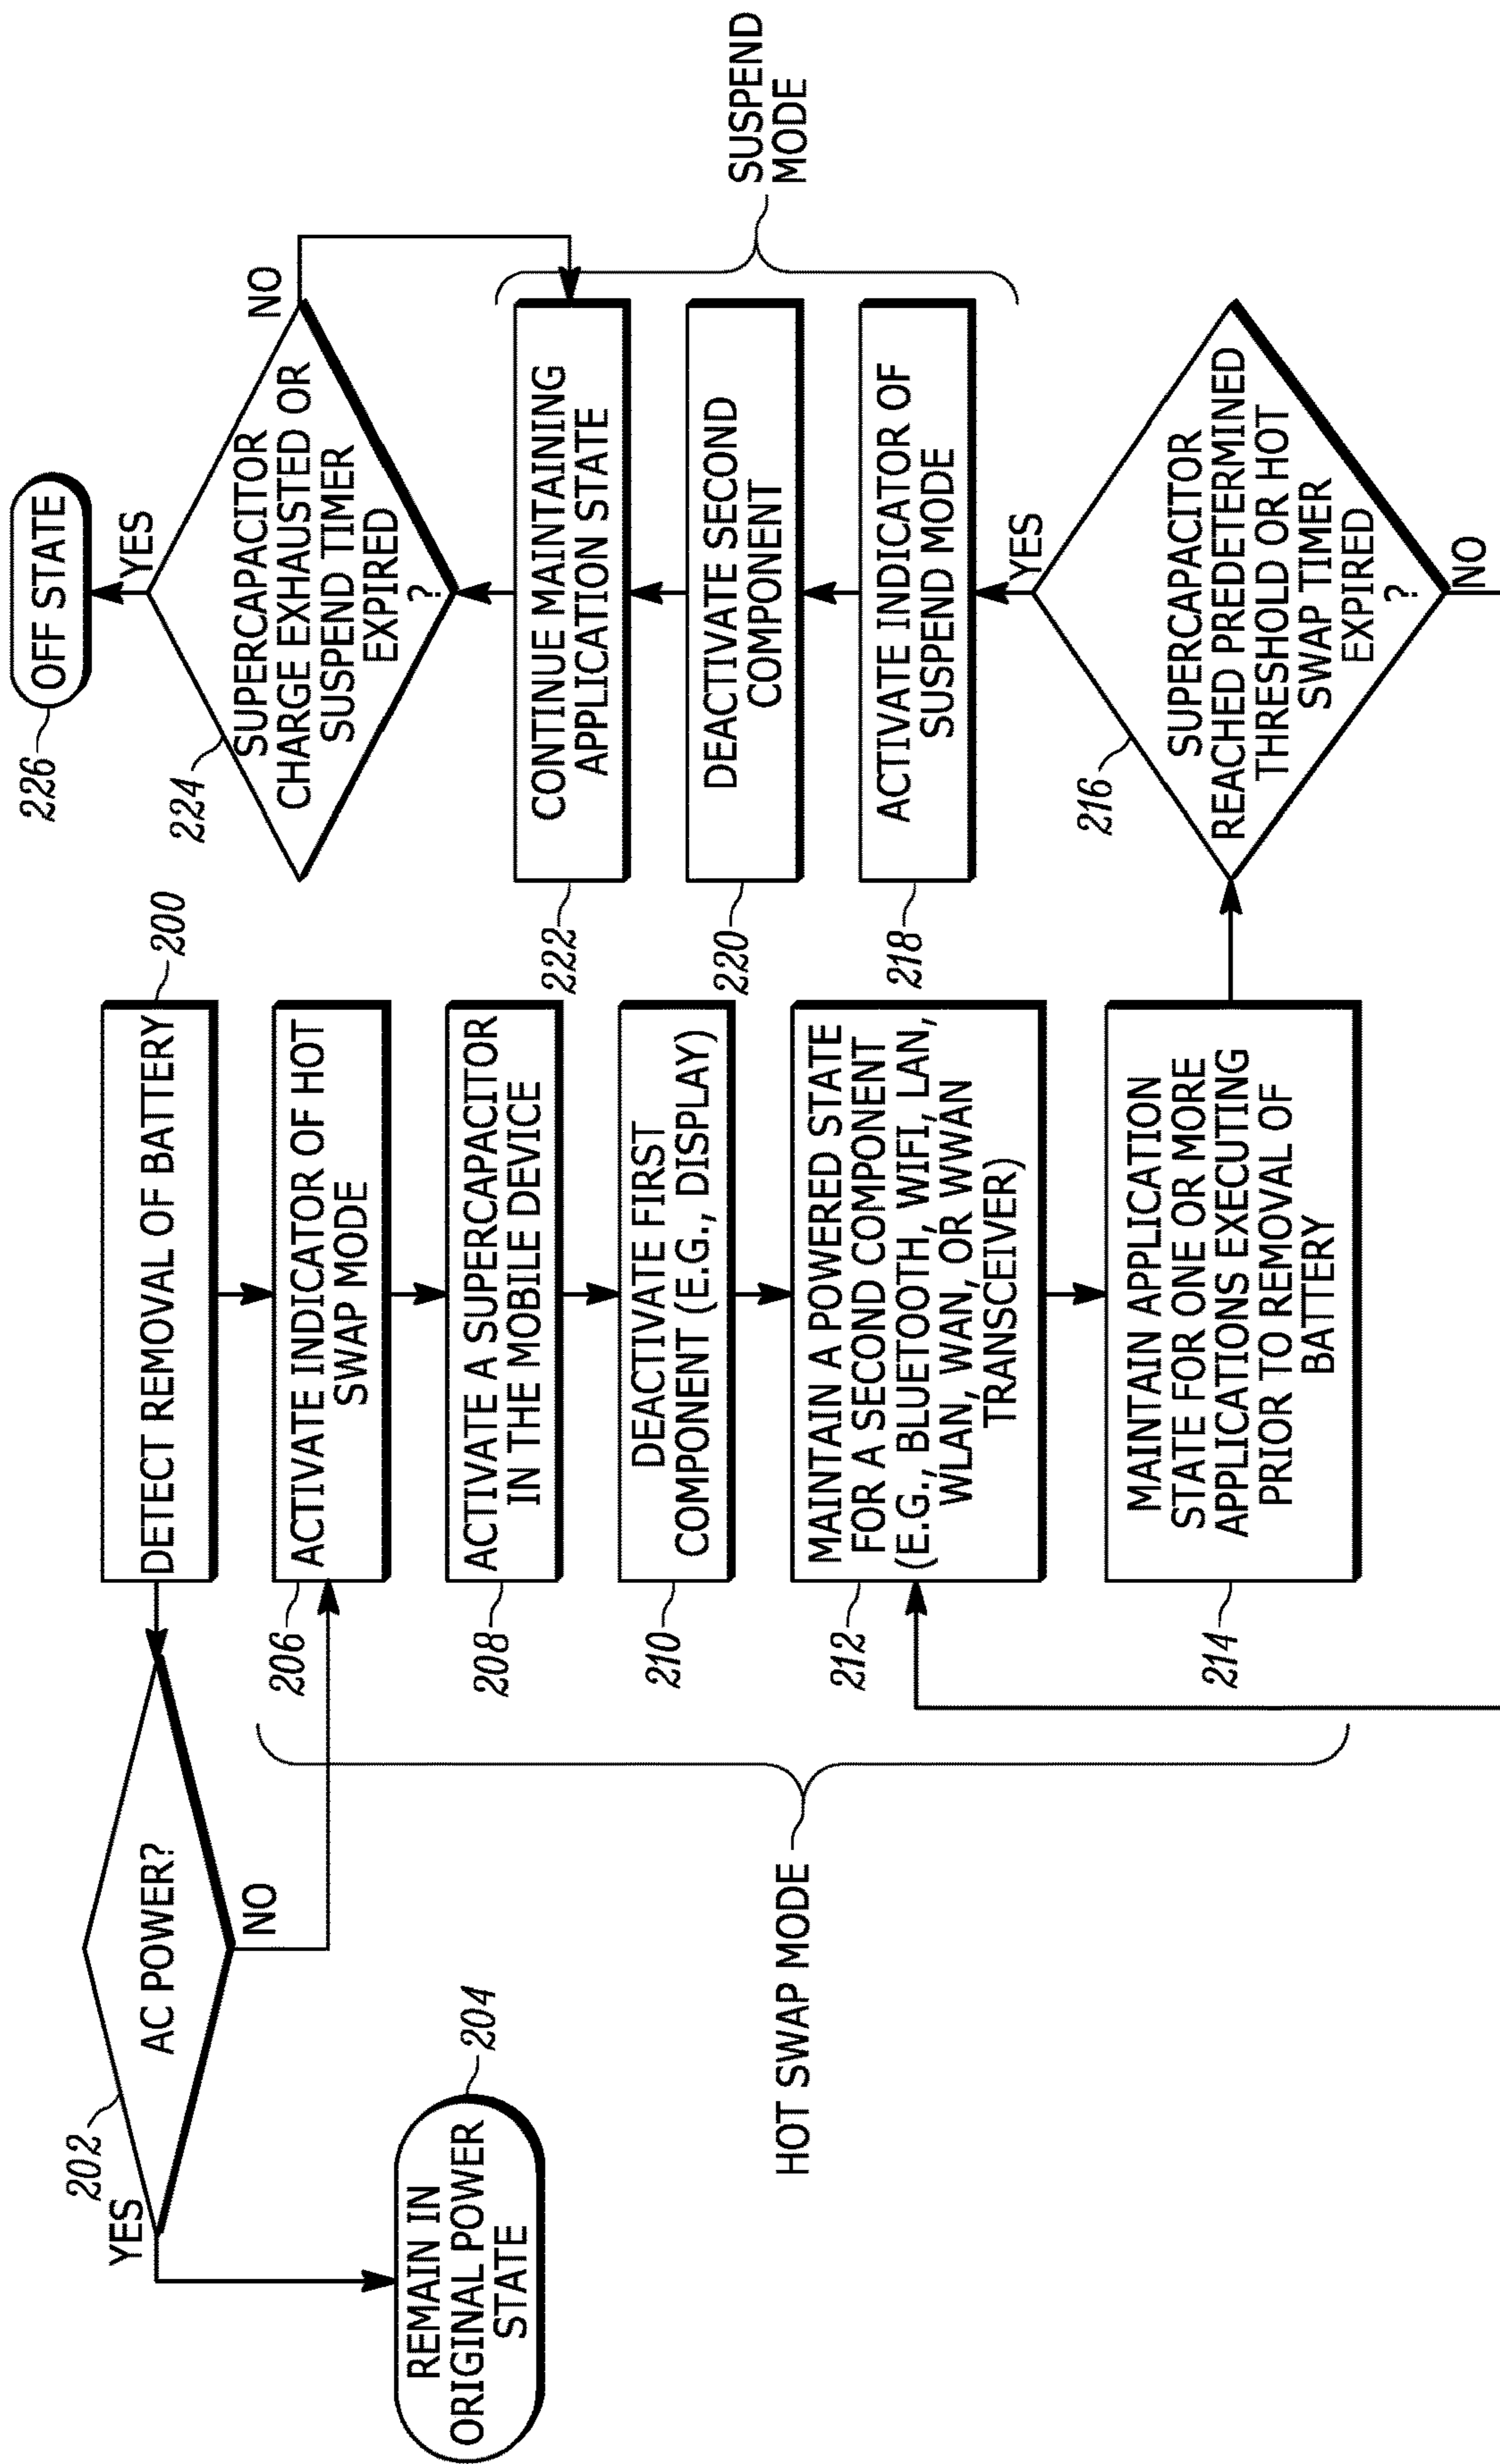 200
DETECT REMOVAL OF BATTERY
202
AC POWER?
YES
NO
204
REMAIN IN
ORIGINAL POWER
STATE
206
ACTIVATE INDICATOR OF HOT
SWAP MODE
208
ACTIVATE A SUPERCAPACITOR
IN THE MOBILE DEVICE
210
DEACTIVATE FIRST
COMPONENT (E.G., DISPLAY)
212
MAINTAIN A POWERED STATE
FOR A SECOND COMPONENT
(E.G., BLUETOOTH, WIFI, LAN,
WLAN, WAN, OR WWAN
TRANSCEIVER)
214
MAINTAIN APPLICATION
STATE FOR ONE OR MORE
APPLICATIONS EXECUTING
PRIOR TO REMOVAL OF
BATTERY
HOT SWAP MODE
216
SUPERCAPACITOR
REACHED PREDETERMINED
THRESHOLD OR HOT
SWAP TIMER
EXPIRED
?
YES
NO
218
ACTIVATE INDICATOR OF
SUSPEND MODE
220
DEACTIVATE SECOND
COMPONENT
222
CONTINUE MAINTAINING
APPLICATION STATE
SUSPEND
MODE
224
SUPERCAPACITOR
CHARGE EXHAUSTED OR
SUSPEND TIMER
EXPIRED
?
NO
YES
226
OFF STATE